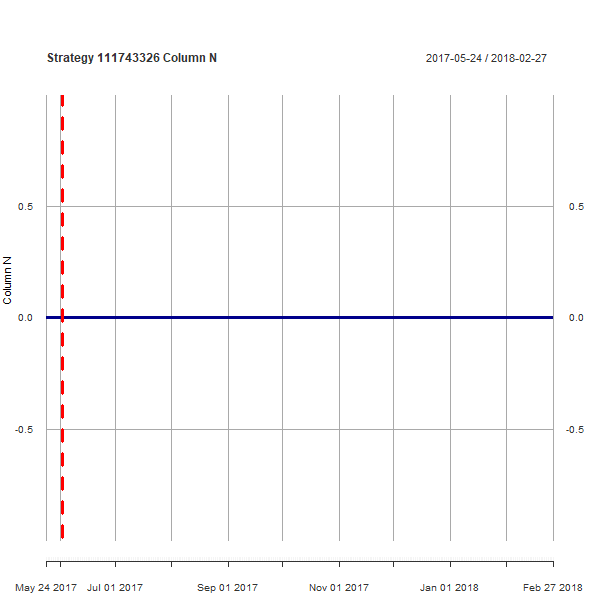 Strategy 111743326 Column N
2017-05-24 / 2018-02-27
0.5
0.5
Column N
0.0
0.0
-0.5
-0.5
May 24 2017
Jul 01 2017
Sep 01 2017
Nov 01 2017
Jan 01 2018
Feb 27 2018